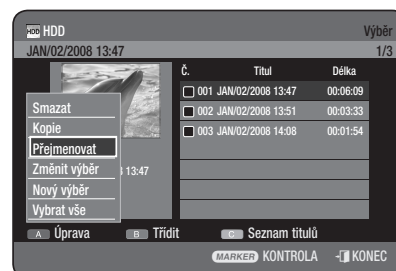 HDD HDD Výběr
JAN/02/2008 13:47 1/3
Č. Titul Délka
001 JAN/02/2008 13:47 00:06:09
002 JAN/02/2008 13:51 00:03:33
003 JAN/02/2008 14:08 00:01:54
Smazat
Kopie
Přejmenovat
Změnit výběr
13:47
Nový výběr
Vybrat vše
A Úprava B Třídit C Seznam titulů
MARKER KONTROLA KONEC